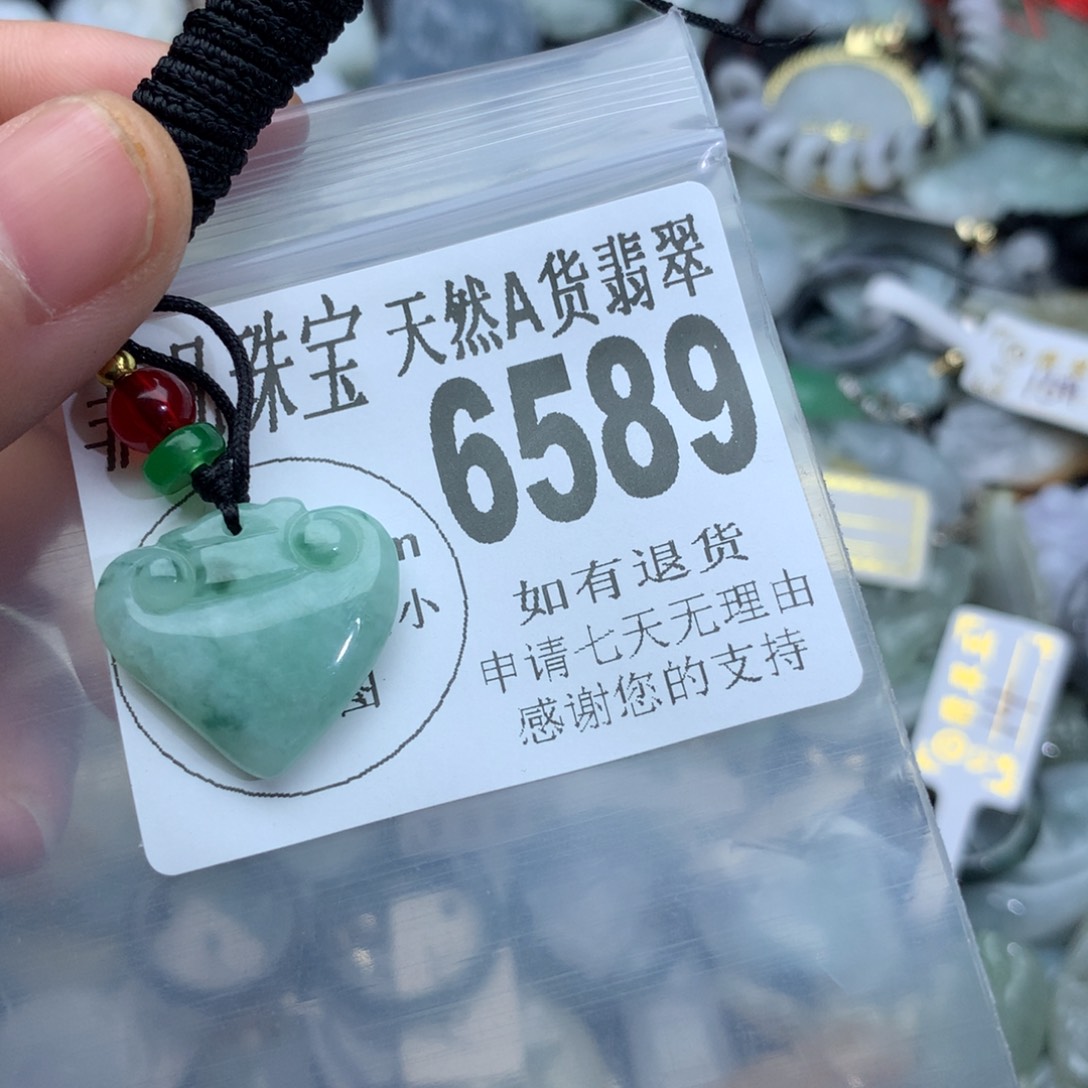 珠宝 天然A货翡翠
6589
如有退货
申请七天无理由
感谢您的支持
小